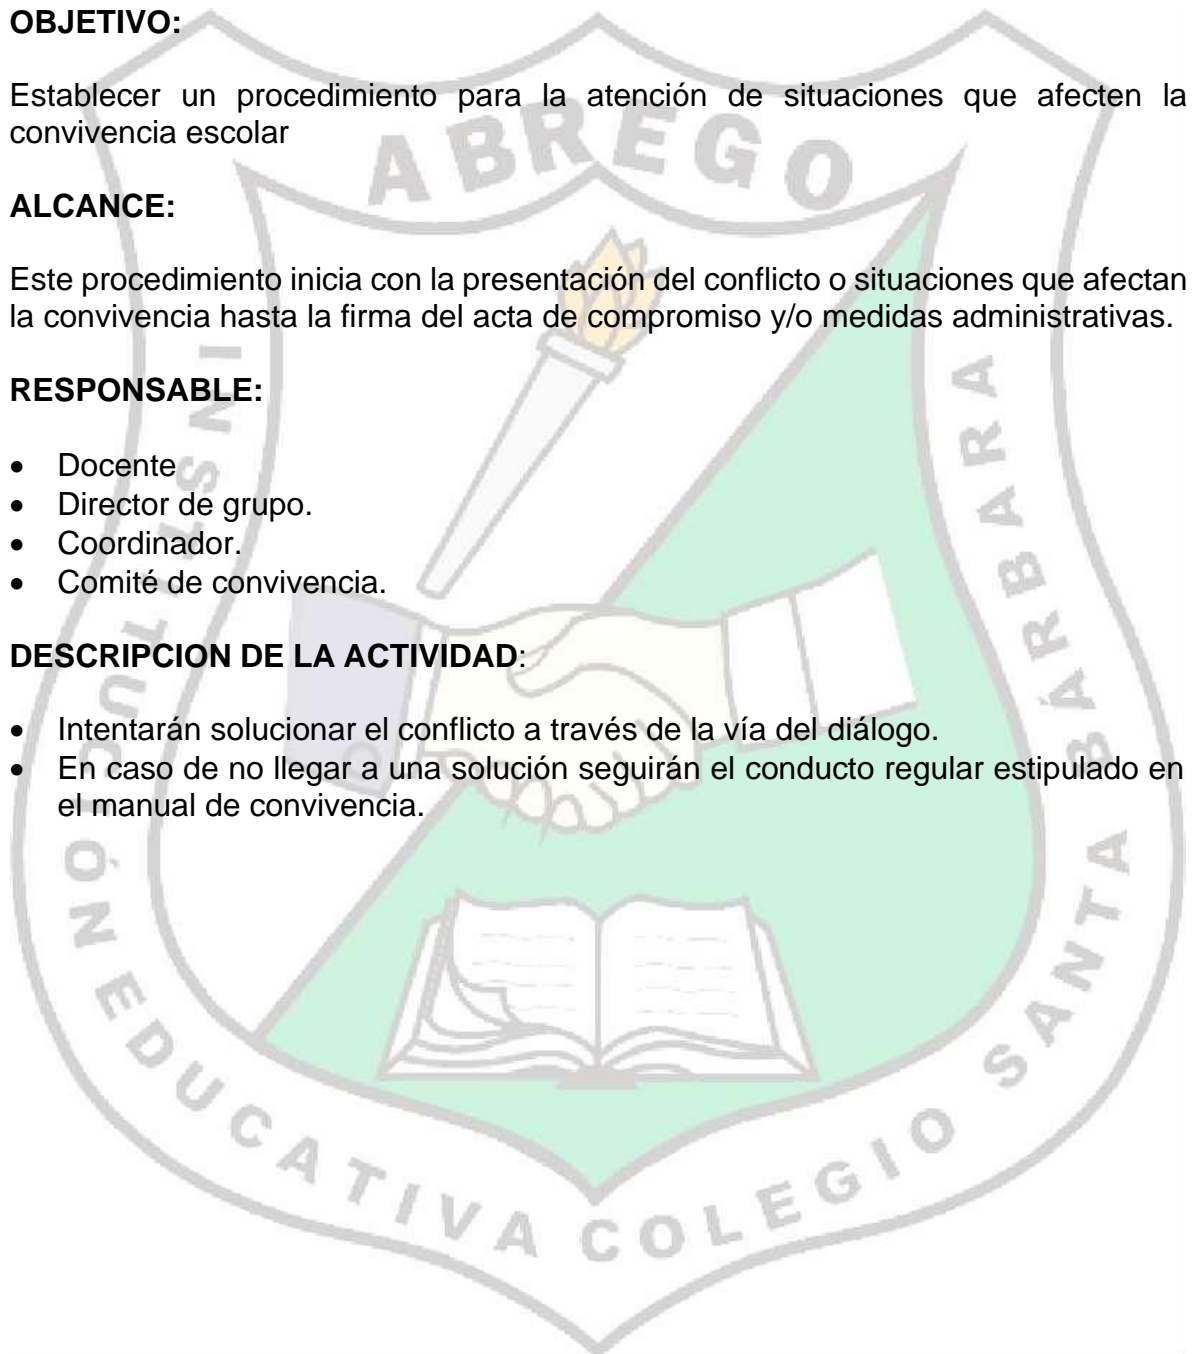 OBJETIVO:
Establecer un procedimiento para la atención de situaciones que afecten la
convivencia escolar
ALCANCE:
Este procedimiento inicia con la presentación del conflicto o situaciones que afectan
la convivencia hasta la firma del acta de compromiso y/o medidas administrativas.
RESPONSABLE:
• Docente
• Director de grupo.
• Coordinador.
• Comité de convivencia.
DESCRIPCION DE LA ACTIVIDAD:
• Intentarán solucionar el conflicto a través de la vía del diálogo.
• En caso de no llegar a una solución seguirán el conducto regular estipulado en
el manual de convivencia.
ABREGO
INSTITUCIÓN EDUCATIVA COLEGIO SANTA BÁRBARA